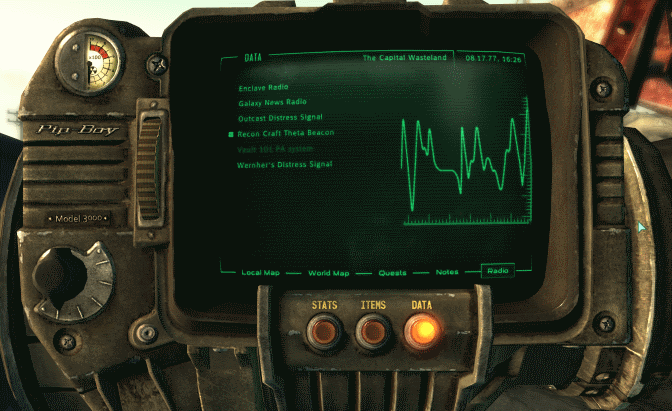 DATA
The Capital Wasteland
08.17.77, 16:26
Enclave Radio
Galaxy News Radio
Outcast Distress Signal
Recon Craft Theta Beacon
Vault 101 PA system
Wernher's Distress Signal
x100
Pip-Boy
Model 3000
Local Map
World Map
Quests
Notes
Radio
STATS
ITEMS
DATA